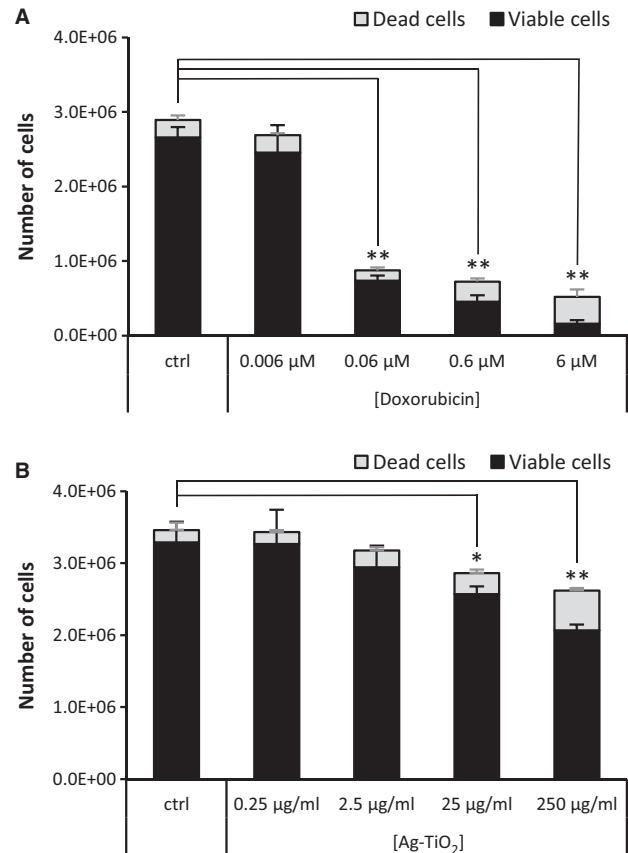 A
Dead cells Viable cells
4.0E+06
3.0E+06
2.0E+06
1.0E+06
0.0E+00
Number of cells
** ** **
ctrl 0.006 µM 0.06 µM 0.6 µM 6 µM
[Doxorubicin]
B
Dead cells Viable cells
4.0E+06
3.0E+06
2.0E+06
1.0E+06
0.0E+00
Number of cells
* **
ctrl 0.25 µg/ml 2.5 µg/ml 25 µg/ml 250 µg/ml
[Ag-TiO₂]